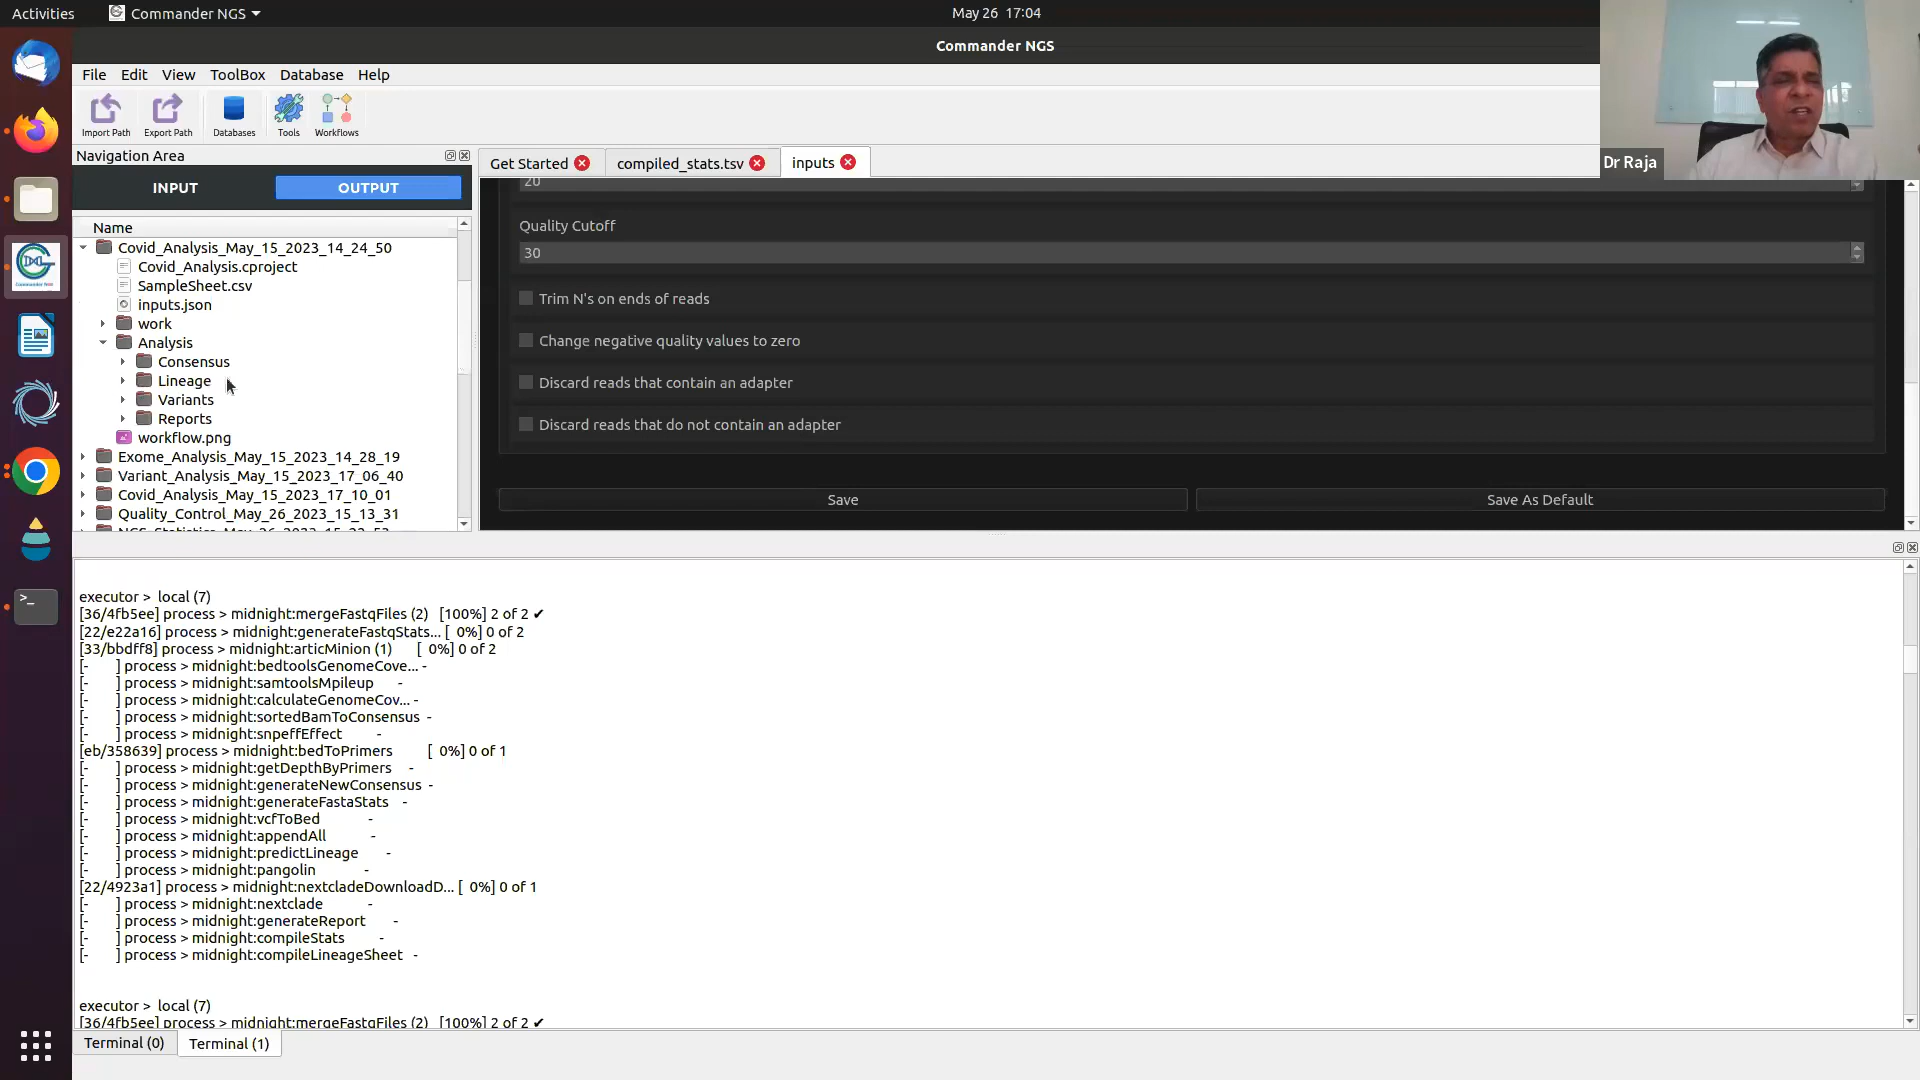 Activities
Commander NGS
May 26 17:04
Commander NGS
File Edit View ToolBox Database Help
Import Path Export Path Databases Tools Workflows
Navigation Area
INPUT OUTPUT
Name
Covid_Analysis_May_15_2023_14_24_50
Covid_Analysis.cproject
SampleSheet.csv
inputs.json
work
Analysis
Consensus
Lineage
Variants
Reports
workflow.png
Exome_Analysis_May_15_2023_14_28_19
Variant_Analysis_May_15_2023_17_06_40
Covid_Analysis_May_15_2023_17_10_01
Quality_Control_May_26_2023_15_13_31
NGS_Statistics_May_26_2023_15_22_53
Get Started compiled_stats.tsv inputs
Dr Raja
20
Quality Cutoff
30
Trim N's on ends of reads
Change negative quality values to zero
Discard reads that contain an adapter
Discard reads that do not contain an adapter
Save Save As Default
executor > local (7)
[36/4fb5ee] process > midnight:mergeFastqFiles (2) [100%] 2 of 2 ✔
[22/e22a16] process > midnight:generateFastqStats... [ 0%] 0 of 2
[33/bbdff8] process > midnight:articMinion (1) [ 0%] 0 of 2
[- ] process > midnight:bedtoolsGenomeCove... -
[- ] process > midnight:samtoolsMpileup -
[- ] process > midnight:calculateGenomeCov... -
[- ] process > midnight:sortedBamToConsensus -
[- ] process > midnight:snpeffEffect -
[eb/358639] process > midnight:bedToPrimers [ 0%] 0 of 1
[- ] process > midnight:getDepthByPrimers -
[- ] process > midnight:generateNewConsensus -
[- ] process > midnight:generateFastaStats -
[- ] process > midnight:vcfToBed -
[- ] process > midnight:appendAll -
[- ] process > midnight:predictLineage -
[- ] process > midnight:pangolin -
[22/4923a1] process > midnight:nextcladeDownloadD... [ 0%] 0 of 1
[- ] process > midnight:nextclade -
[- ] process > midnight:generateReport -
[- ] process > midnight:compileStats -
[- ] process > midnight:compileLineageSheet -
executor > local (7)
[36/4fb5ee] process > midnight:mergeFastqFiles (2) [100%] 2 of 2 ✔
Terminal (0) Terminal (1)